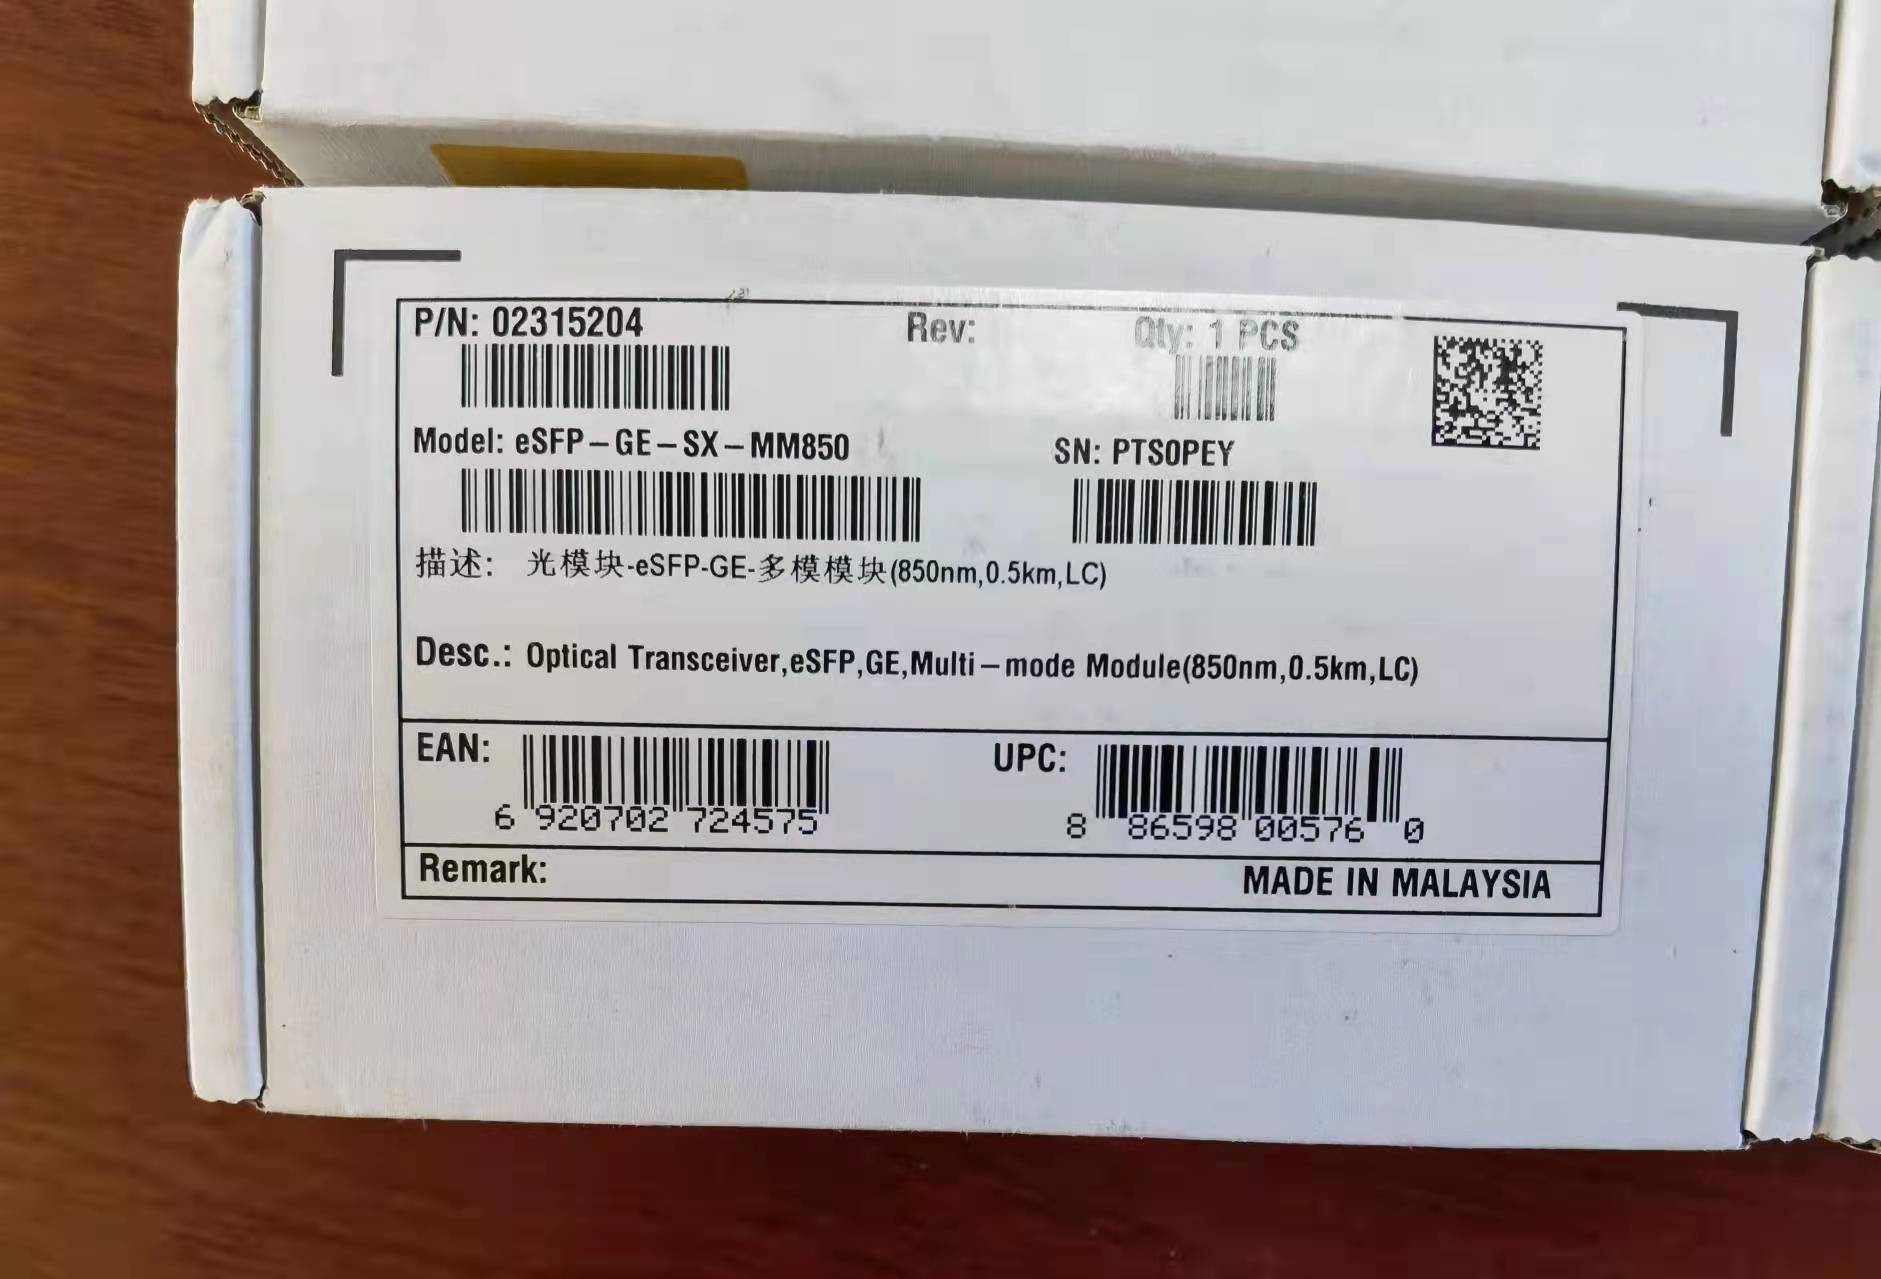 P/N: 02315204 Rev: Qty: 1 PCS
Model: eSFP-GE-SX-MM850 SN: PTS0PEY
描述: 光模块-eSFP-GE-多模模块(850nm,0.5km,LC)
Desc.: Optical Transceiver,eSFP,GE,Multi-mode Module(850nm,0.5km,LC)
EAN: UPC:
6 920702 724575 8 86598 00576 0
Remark: MADE IN MALAYSIA